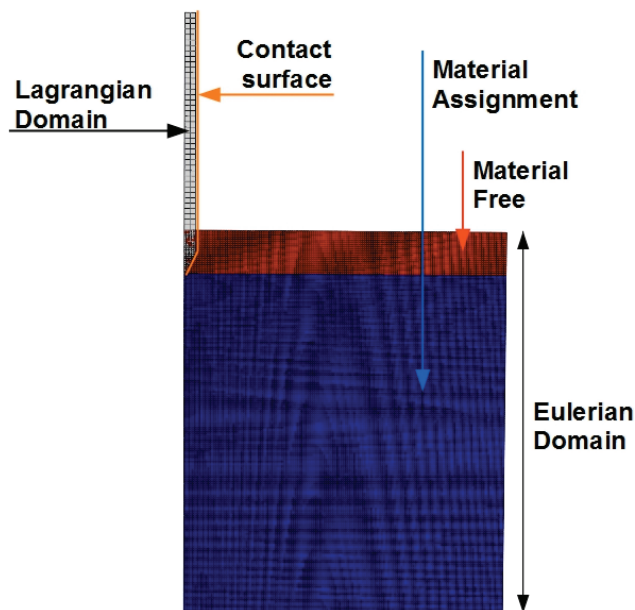 Contact
surface
Lagrangian
Domain
Material
Assignment
Material
Free
Eulerian
Domain